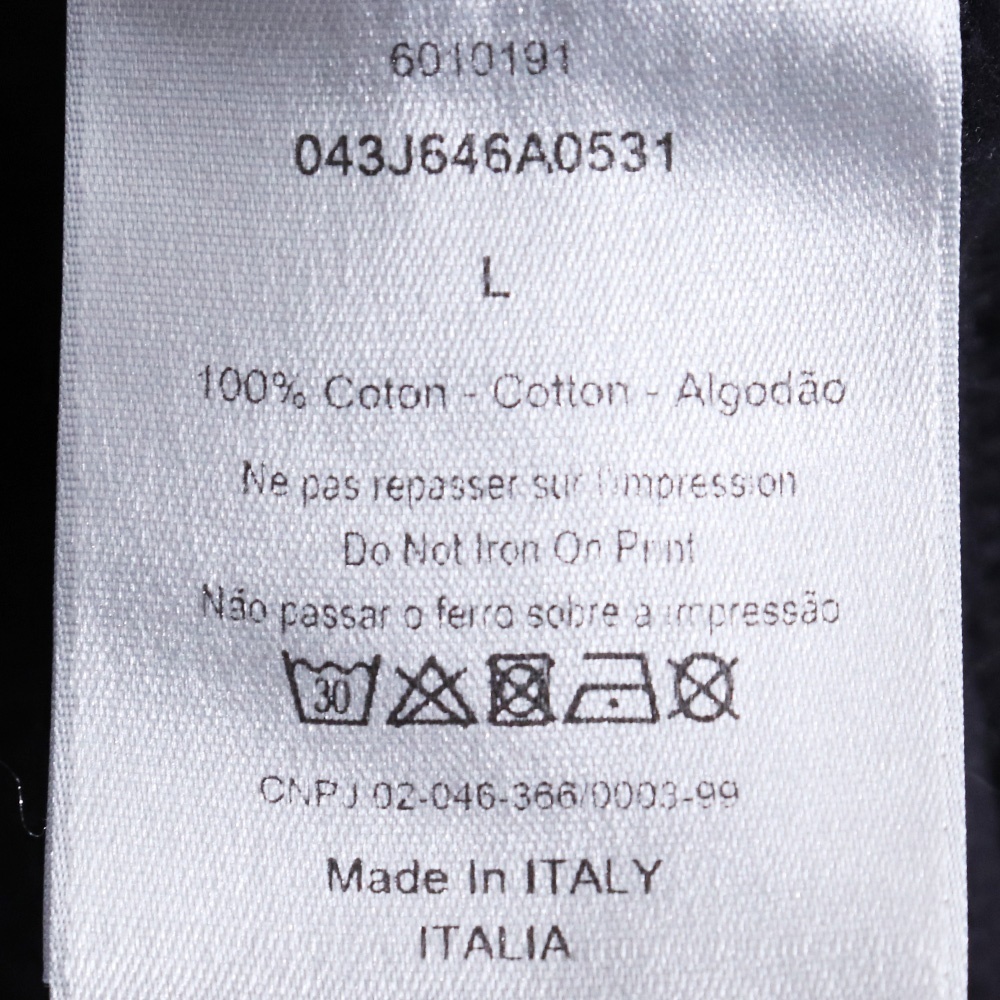 6010191
043J646A0531
L
100% Coton - Cotton - Algodão
Ne pas repasser sur l'impression
Do Not Iron On Print
Não passar o ferro sobre a impressão
30
CNPJ 02-046-366/0003-99
Made In ITALY
ITALIA